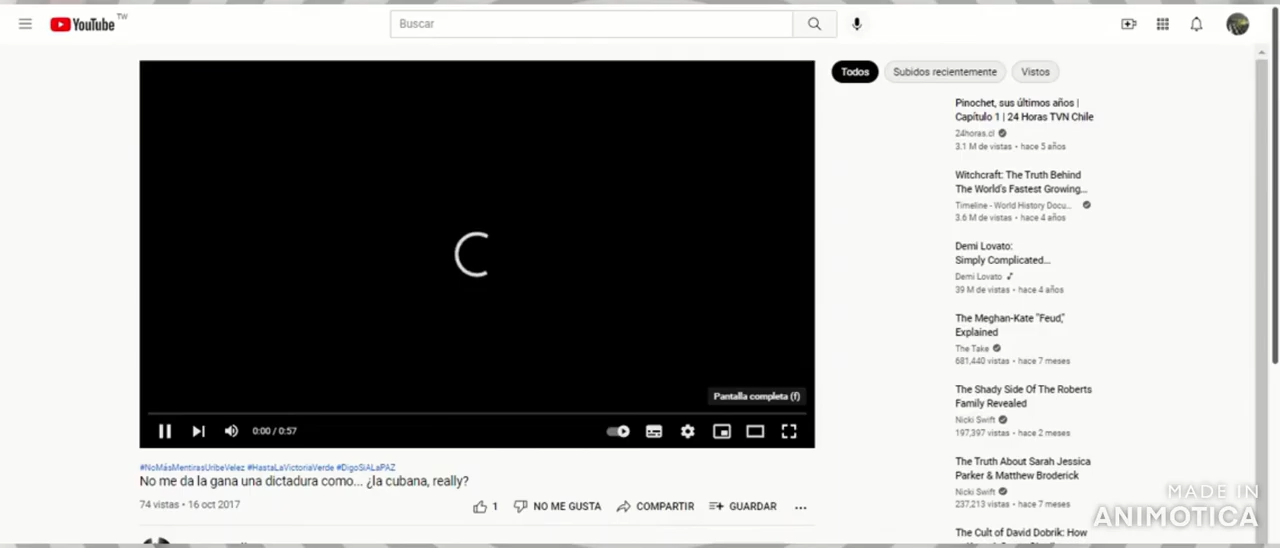 YouTube TW
Buscar
Todos
Subidos recientemente
Vistos
Pinochet, sus últimos años |
Capítulo 1 | 24 Horas TVN Chile
24horas.cl
3.1 M de vistas • hace 5 años
Witchcraft: The Truth Behind
The World's Fastest Growing...
Timeline - World History Docu...
3.6 M de vistas • hace 4 años
Demi Lovato:
Simply Complicated...
Demi Lovato
39 M de vistas • hace 4 años
The Meghan-Kate "Feud,"
Explained
The Take
681,440 vistas • hace 7 meses
The Shady Side Of The Roberts
Family Revealed
Nicki Swift
197,397 vistas • hace 2 meses
The Truth About Sarah Jessica
Parker & Matthew Broderick
Nicki Swift
237,213 vistas • hace 7 meses
The Cult of David Dobrik: How
Pantalla completa (f)
0:00 / 0:57
#NoMásMentirasUribeVelez #HastaLaVictoriaVerde #DigoSiALaPAZ
No me da la gana una dictadura como... ¿la cubana, really?
74 vistas • 16 oct 2017
1
NO ME GUSTA
COMPARTIR
GUARDAR
MADE IN
ANIMOTICA